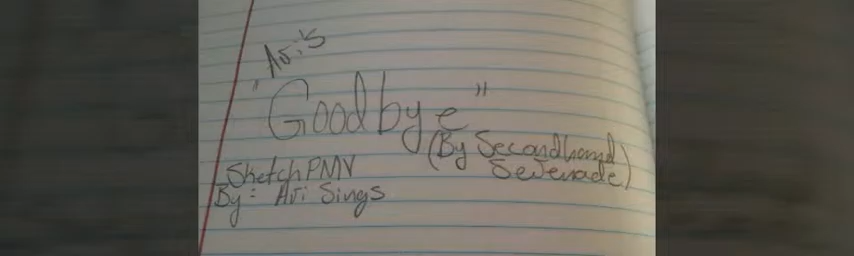 Avi's
"Goodbye"
(By Secondhand
Serenade)
Sketch PMV
By: Avi Sings